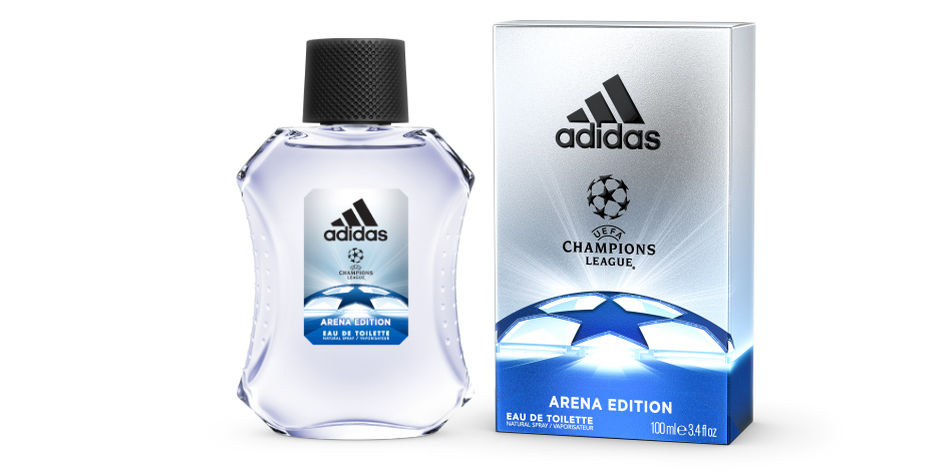 adidas
UEFA
CHAMPIONS
LEAGUE
ARENA EDITION
EAU DE TOILETTE
NATURAL SPRAY / VAPORISATEUR
adidas
UEFA
CHAMPIONS
LEAGUE®
ARENA EDITION
EAU DE TOILETTE
NATURAL SPRAY / VAPORISATEUR
100 ml ℮ 3.4 fl oz